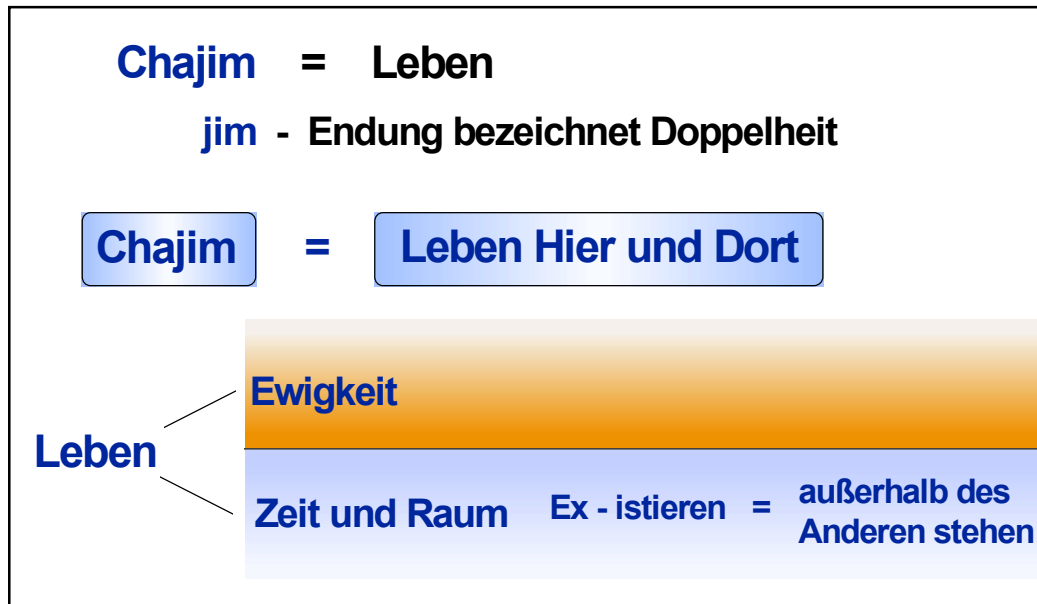 Chajim = Leben
jim - Endung bezeichnet Doppelheit
Chajim = Leben Hier und Dort
Ewigkeit
Leben
Zeit und Raum Ex - istieren = außerhalb des
Anderen stehen